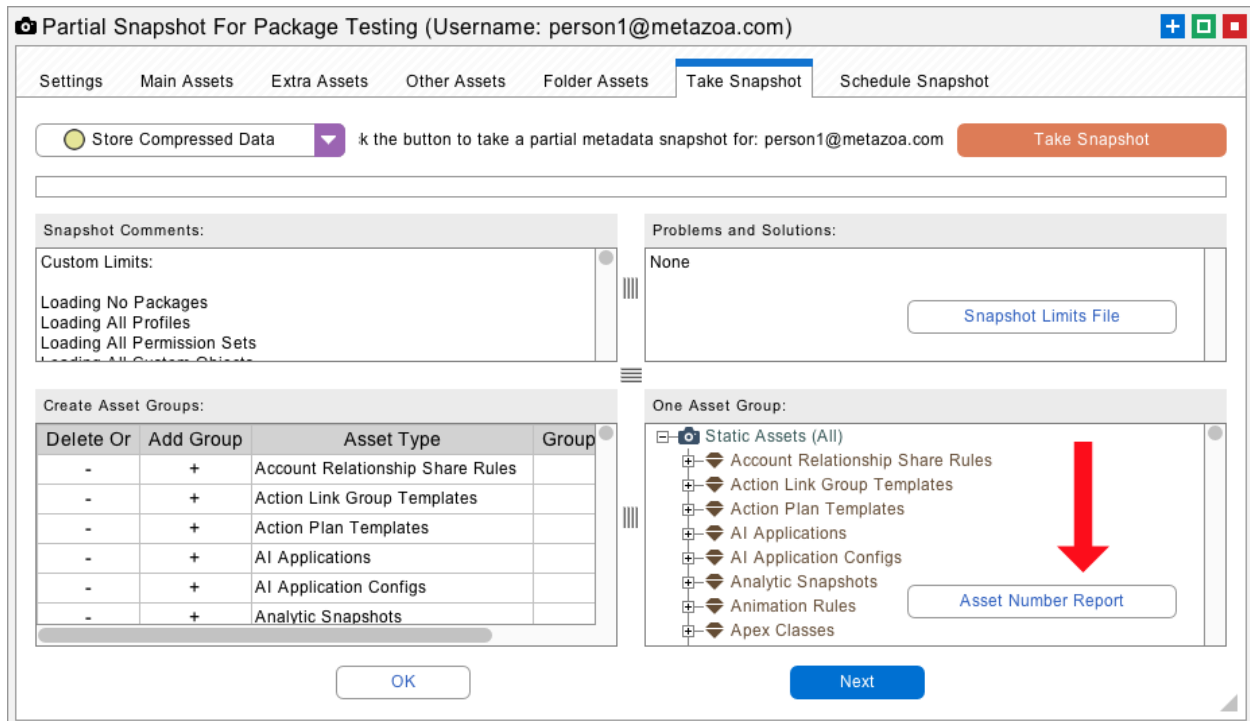 Partial Snapshot For Package Testing (Username: person1@metazoa.com)
Settings Main Assets Extra Assets Other Assets Folder Assets Take Snapshot Schedule Snapshot
Store Compressed Data k the button to take a partial metadata snapshot for: person1@metazoa.com Take Snapshot
Snapshot Comments:
Custom Limits:
Loading No Packages
Loading All Profiles
Loading All Permission Sets
Loading All Custom Objects
Problems and Solutions:
None
Snapshot Limits File
Create Asset Groups:
Delete Or Add Group Asset Type Group
- + Account Relationship Share Rules
- + Action Link Group Templates
- + Action Plan Templates
- + AI Applications
- + AI Application Configs
- + Analytic Snapshots
One Asset Group:
Static Assets (All)
Account Relationship Share Rules
Action Link Group Templates
Action Plan Templates
AI Applications
AI Application Configs
Analytic Snapshots
Animation Rules
Apex Classes
Asset Number Report
OK Next